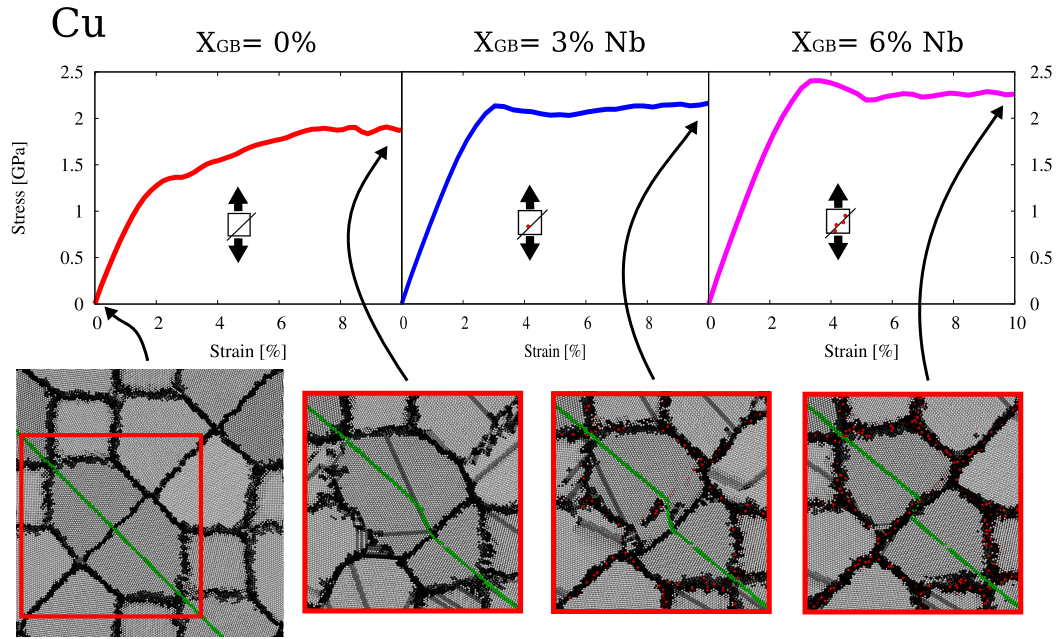 Cu
XGB= 0%
XGB= 3% Nb
XGB= 6% Nb
Stress [GPa]
2.5
2
1.5
1
0.5
0
2.5
2
1.5
1
0.5
0
0 2 4 6 8
0 2 4 6 8
0 2 4 6 8 10
Strain [%]
Strain [%]
Strain [%]